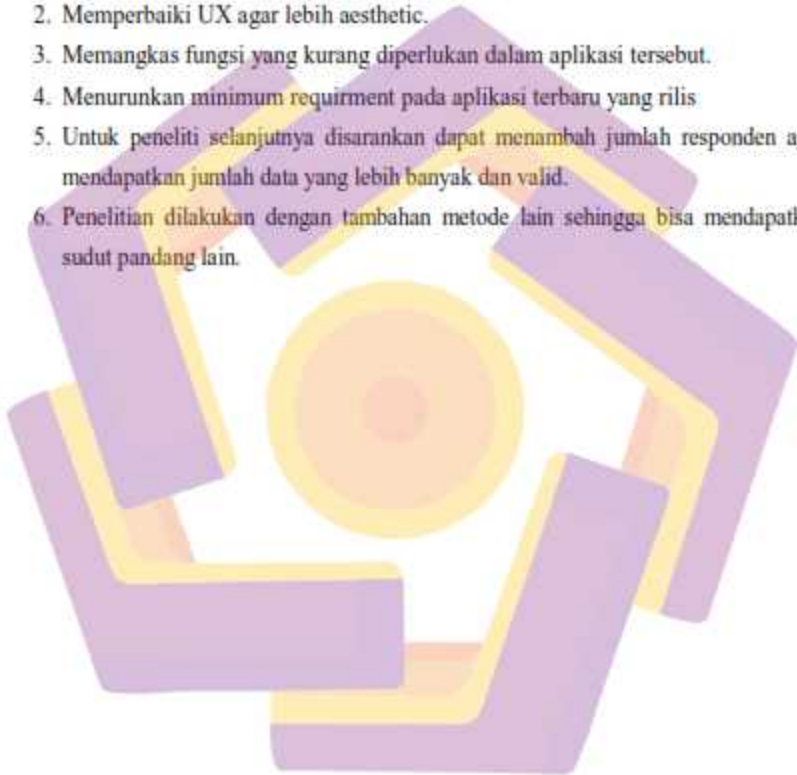 2. Memperbaiki UX agar lebih aesthetic.
3. Memangkas fungsi yang kurang diperlukan dalam aplikasi tersebut.
4. Menurunkan minimum requirment pada aplikasi terbaru yang rilis
5. Untuk peneliti selanjutnya disarankan dapat menambah jumlah responden a
mendapatkan jumlah data yang lebih banyak dan valid.
6. Penelitian dilakukan dengan tambahan metode lain sehingga bisa mendapatk
sudut pandang lain.